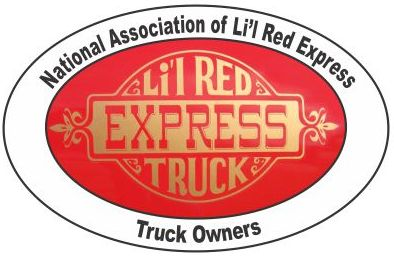 National Association of Li'l Red Express
Li'l RED
EXPRESS
TRUCK
Truck Owners